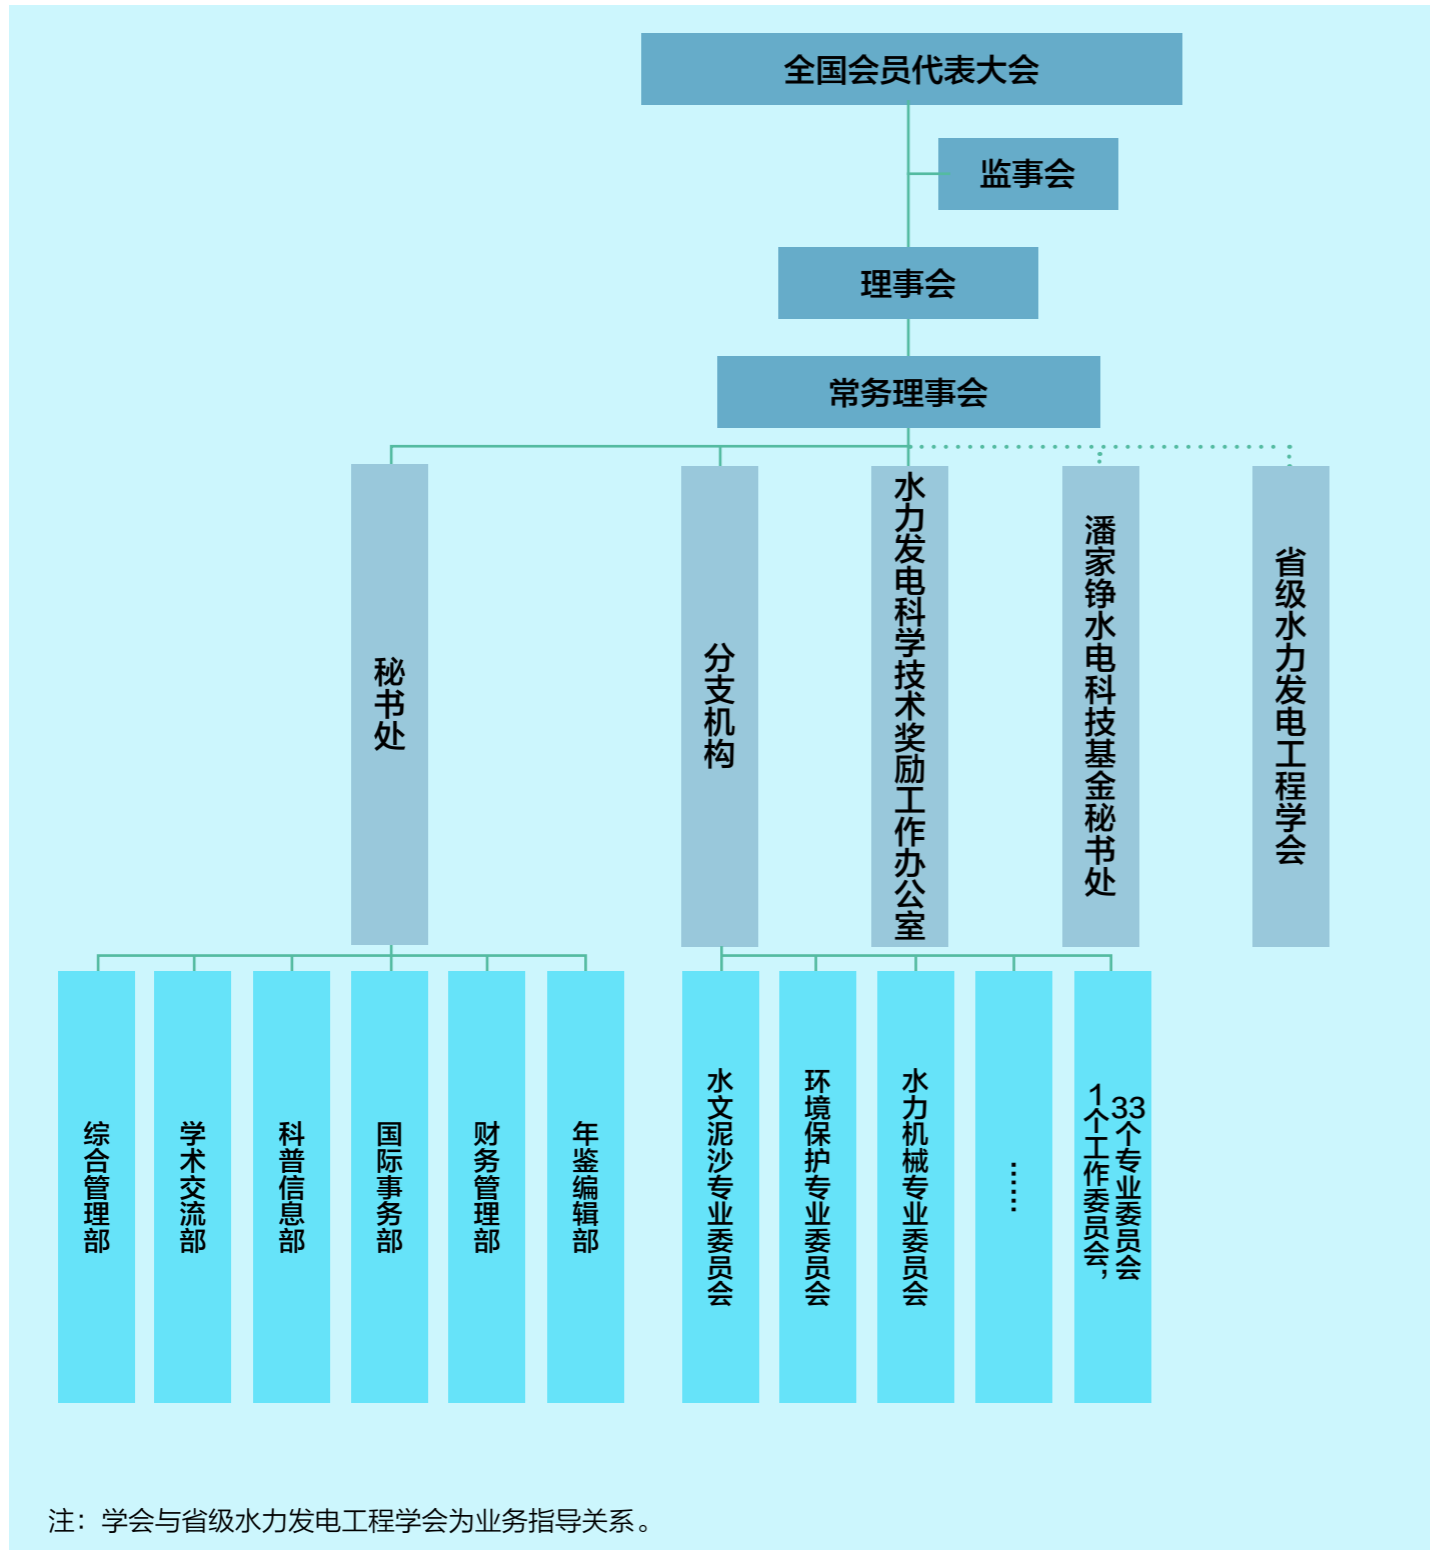 全国会员代表大会
监事会
理事会
常务理事会
秘书处
分支机构
水力发电科学技术奖励工作办公室
潘家铮水电科技基金秘书处
省级水力发电工程学会
综合管理部
学术交流部
科普信息部
国际事务部
财务管理部
年鉴编辑部
水文泥沙专业委员会
环境保护专业委员会
水力机械专业委员会
……
33个专业委员会
1个工作委员会，
注：学会与省级水力发电工程学会为业务指导关系。